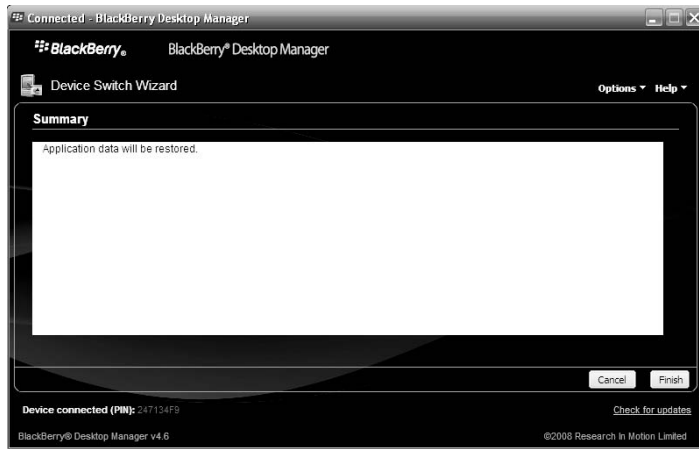 Connected - BlackBerry Desktop Manager
BlackBerry® BlackBerry® Desktop Manager
Device Switch Wizard Options Help
Summary
Application data will be restored.
Cancel Finish
Device connected (PIN): 247134F9 Check for updates
BlackBerry® Desktop Manager v4.6 ©2008 Research In Motion Limited